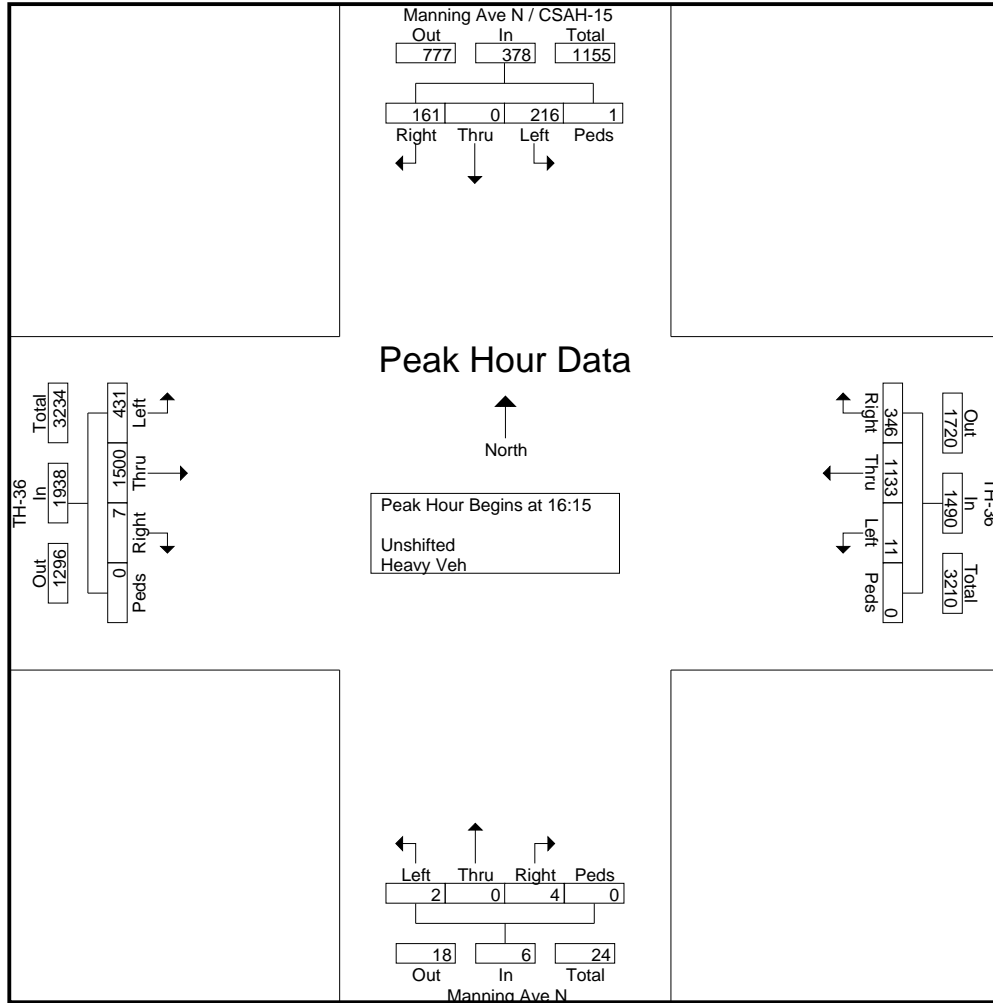 Manning Ave N / CSAH-15
Out In Total
777 378 1155
161 0 216 1
Right Thru Left Peds
Peak Hour Data
North
Peak Hour Begins at 16:15
Unshifted
Heavy Veh
TH-36
Out In Total
1296 1938 3234
431 1500 7 0
Left Thru Right Peds
TH-36
Out In Total
1720 1490 3210
346 1133 11 0
Right Thru Left Peds
Left Thru Right Peds
2 0 4 0
18 6 24
Out In Total
Manning Ave N